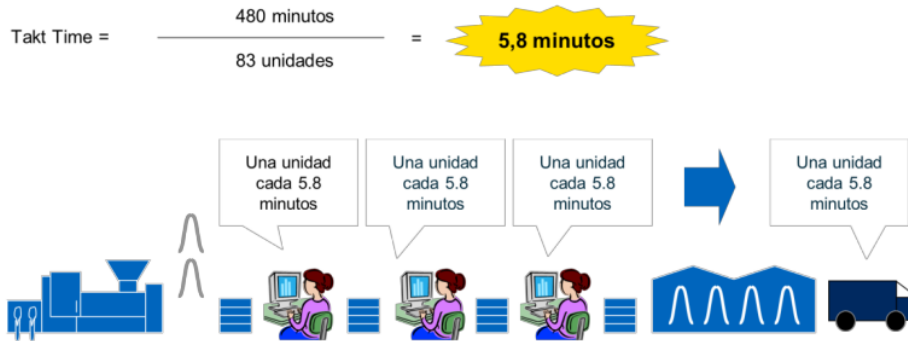 480 minutos
Takt Time = 
=
5,8 minutos
83 unidades
Una unidad
cada 5.8
minutos
Una unidad
cada 5.8
minutos
Una unidad
cada 5.8
minutos
Una unidad
cada 5.8
minutos